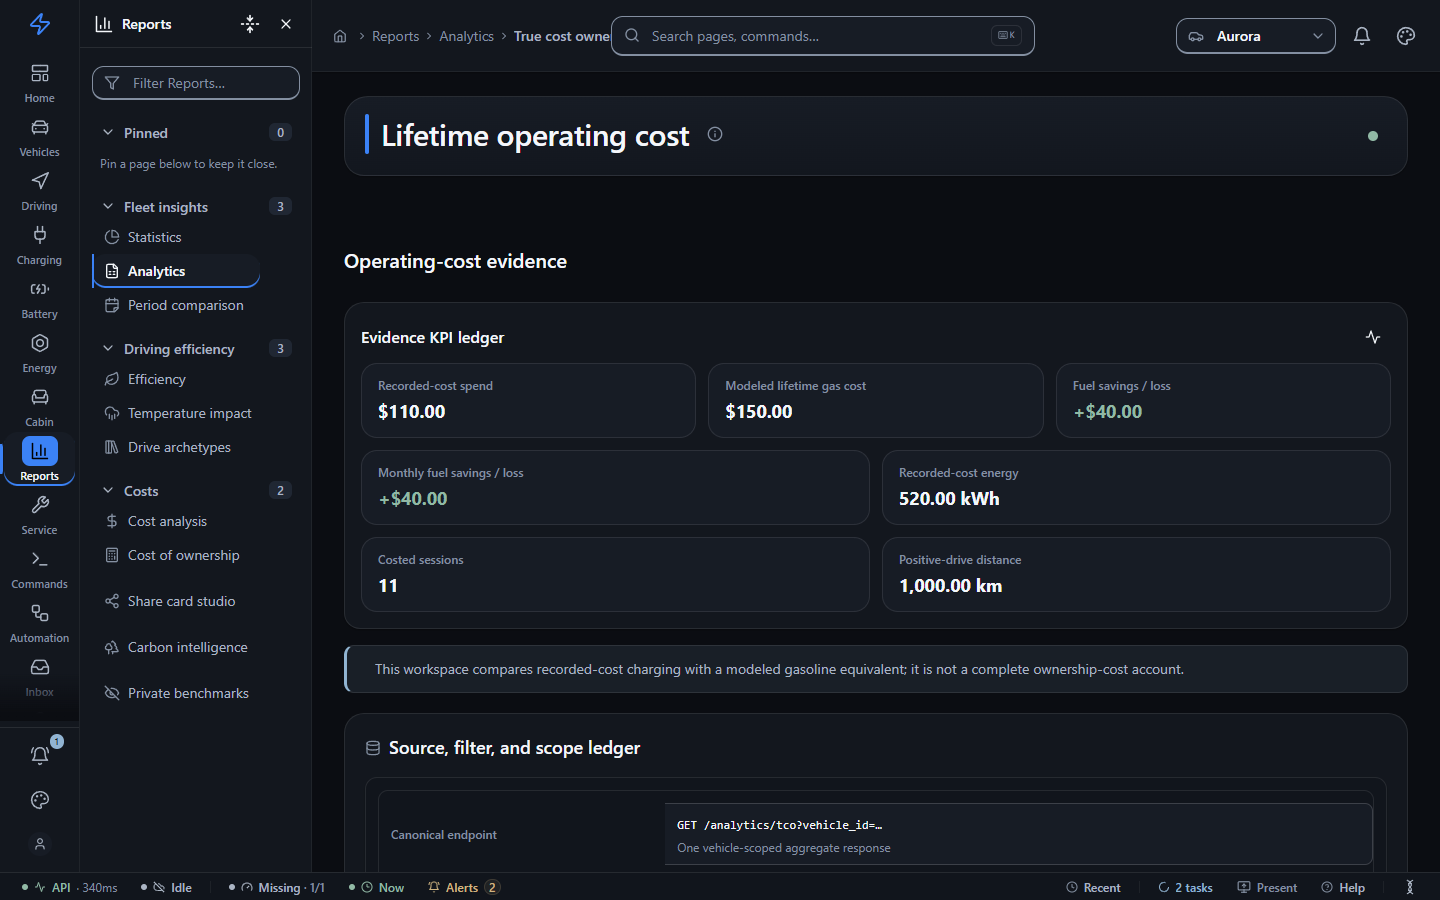 Reports
Reports
Analytics
True cost owne
Search pages, commands...
K
Aurora
Home
Vehicles
Driving
Charging
Battery
Energy
Cabin
Reports
Service
Commands
Automation
Inbox
1
Filter Reports...
Pinned
0
Pin a page below to keep it close.
Fleet insights
3
Statistics
Analytics
Period comparison
Driving efficiency
3
Efficiency
Temperature impact
Drive archetypes
Costs
2
Cost analysis
Cost of ownership
Share card studio
Carbon intelligence
Private benchmarks
Lifetime operating cost
Operating-cost evidence
Evidence KPI ledger
Recorded-cost spend
$110.00
Modeled lifetime gas cost
$150.00
Fuel savings / loss
+$40.00
Monthly fuel savings / loss
+$40.00
Recorded-cost energy
520.00 kWh
Costed sessions
11
Positive-drive distance
1,000.00 km
This workspace compares recorded-cost charging with a modeled gasoline equivalent; it is not a complete ownership-cost account.
Source, filter, and scope ledger
Canonical endpoint
GET /analytics/tco?vehicle_id=…
One vehicle-scoped aggregate response
API · 340ms
Idle
Missing · 1/1
Now
Alerts 2
Recent
2 tasks
Present
Help